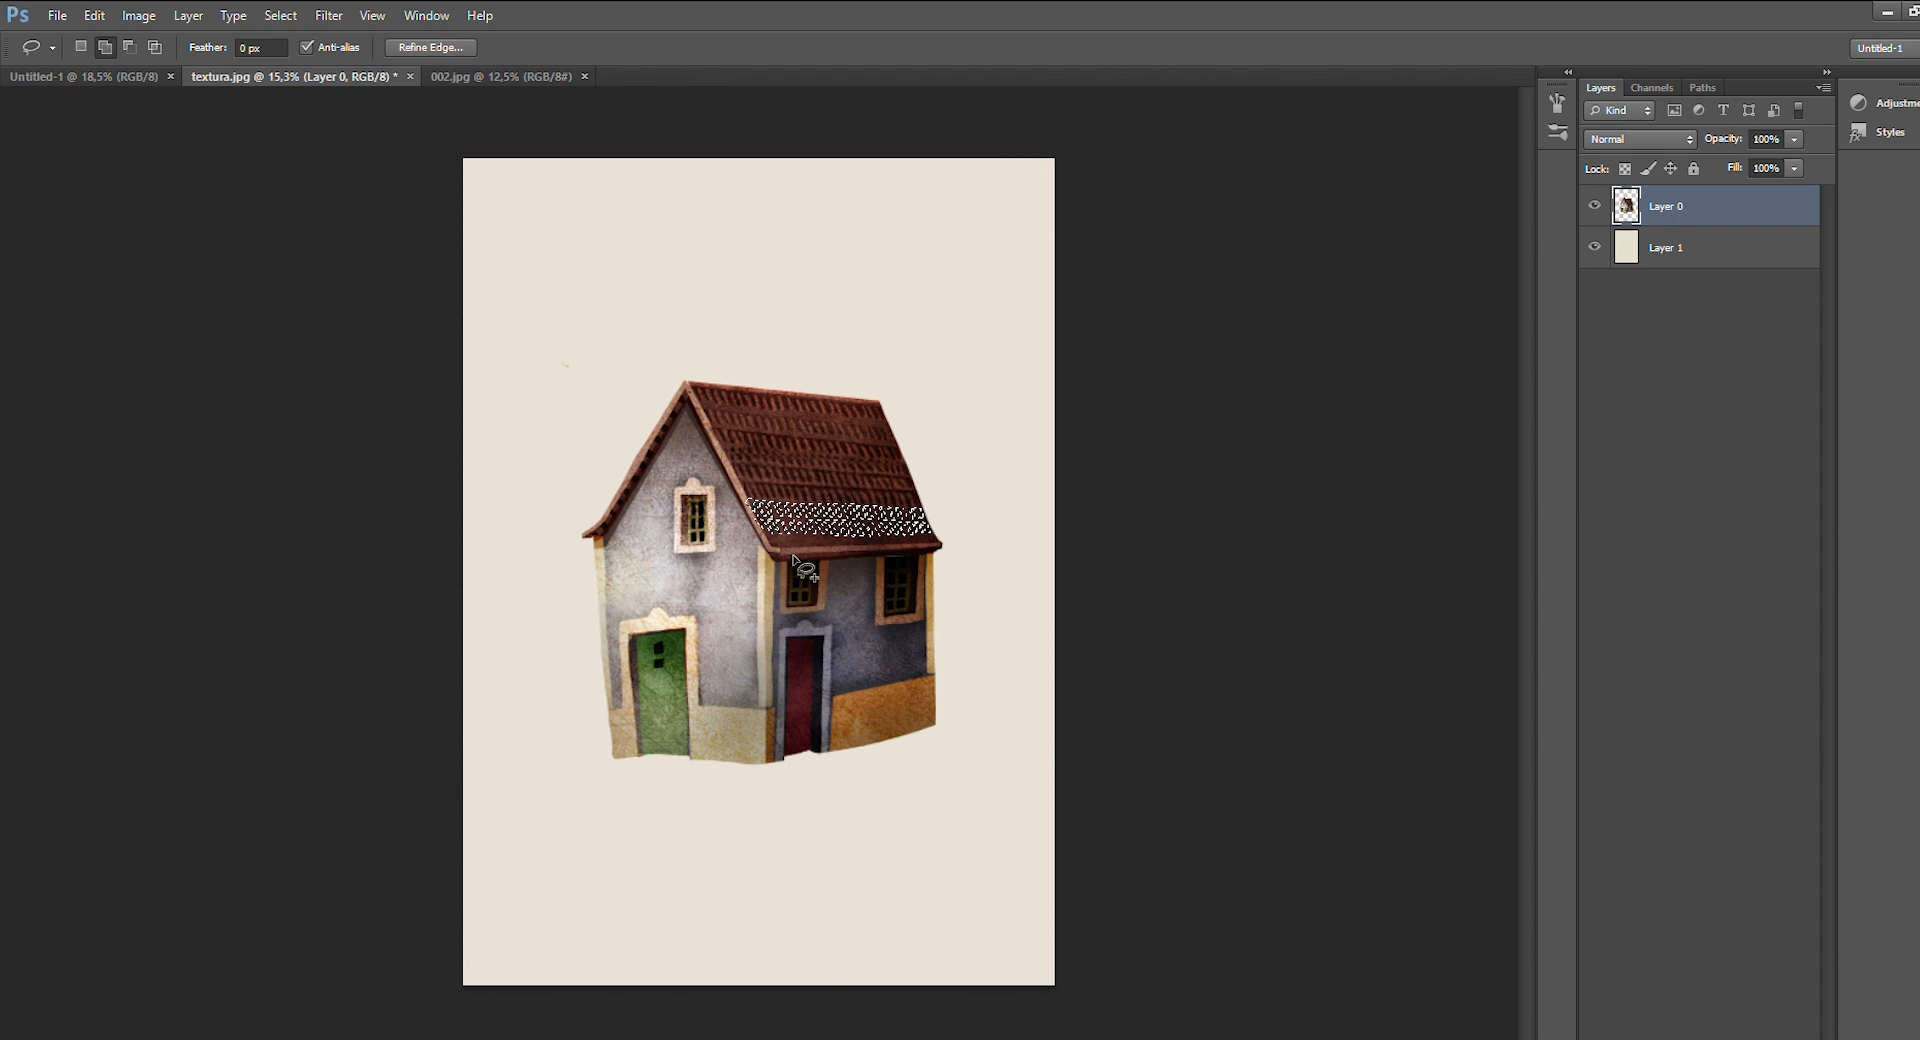 Ps File Edit Image Layer Type Select Filter View Window Help
Feather: 0 px Anti-alias Refine Edge... Untitled-1
Untitled-1 @ 18,5% (RGB/8) × textura.jpg @ 15,3% (Layer 0, RGB/8) * × 002.jpg @ 12,5% (RGB/8#) ×
Layers Channels Paths
Kind
Normal Opacity: 100%
Lock: Fill: 100%
Layer 0
Layer 1
Adjustme
Styles